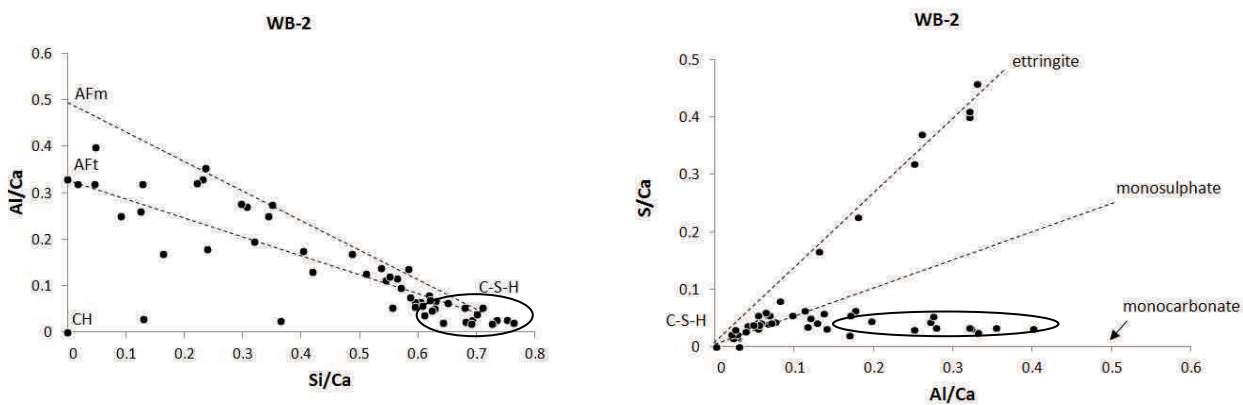 WB-2
0.6
0.5
0.4
0.3
0.2
0.1
0
AFm
AFt
CH
C-S-H
Al/Ca
0 0.1 0.2 0.3 0.4 0.5 0.6 0.7 0.8
Si/Ca
WB-2
0.5
0.4
0.3
0.2
0.1
0
ettringite
monosulphate
monocarbonate
C-S-H
S/Ca
0 0.1 0.2 0.3 0.4 0.5 0.6
Al/Ca